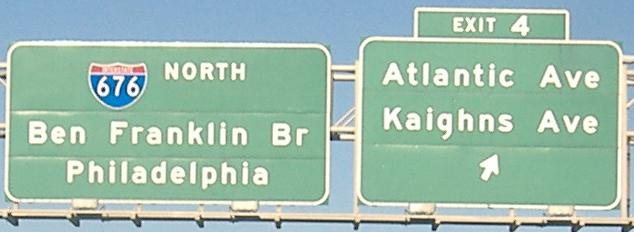 INTERSTATE
676
NORTH
Ben Franklin Br
Philadelphia
EXIT 4
Atlantic Ave
Kaighns Ave